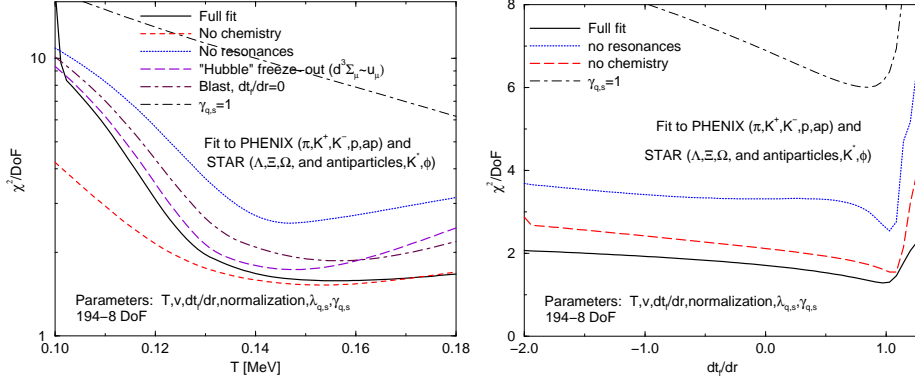 Full fit
No chemistry
No resonances
"Hubble" freeze−out (d³Σμ~uμ)
Blast, dtf/dr=0
γq,s=1
Fit to PHENIX (π,K+,K−,p,ap) and
STAR (Λ,Ξ,Ω, and antiparticles,K*,ϕ)
Parameters: T,v,dtf/dr,normalization,λq,s,γq,s
194−8 DoF
χ²/DoF
10
1
0.10
0.12
0.14
0.16
0.18
T [MeV]
Full fit
no resonances
no chemistry
γq,s=1
Fit to PHENIX (π,K+,K−,p,ap) and
STAR (Λ,Ξ,Ω, and antiparticles,K*,ϕ)
Parameters: T,v,dtf/dr,normalization,λq,s,γq,s
194−8 DoF
χ²/DoF
8
6
4
2
0
−2.0
−1.0
0.0
1.0
dtf/dr